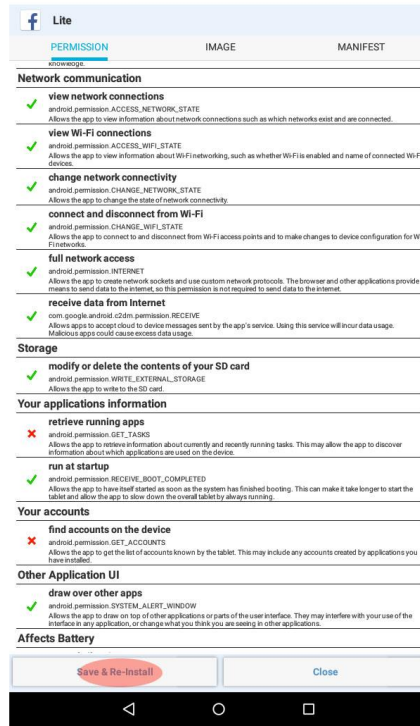 Lite
PERMISSION IMAGE MANIFEST
knowledge.
Network communication
view network connections
android.permission.ACCESS_NETWORK_STATE
Allows the app to view information about network connections such as which networks exist and are connected.
view Wi-Fi connections
android.permission.ACCESS_WIFI_STATE
Allows the app to view information about Wi-Fi networking, such as whether Wi-Fi is enabled and name of connected Wi-F
devices.
change network connectivity
android.permission.CHANGE_NETWORK_STATE
Allows the app to change the state of network connectivity.
connect and disconnect from Wi-Fi
android.permission.CHANGE_WIFI_STATE
Allows the app to connect to and disconnect from Wi-Fi access points and to make changes to device configuration for W
Fi networks.
full network access
android.permission.INTERNET
Allows the app to create network sockets and use custom network protocols. The browser and other applications provide
means to send data to the internet, so this permission is not required to send data to the internet.
receive data from Internet
com.google.android.c2dm.permission.RECEIVE
Allows apps to accept cloud to device messages sent by the app's service. Using this service will incur data usage.
Malicious apps could cause excess data usage.
Storage
modify or delete the contents of your SD card
android.permission.WRITE_EXTERNAL_STORAGE
Allows the app to write to the SD card.
Your applications information
retrieve running apps
android.permission.GET_TASKS
Allows the app to retrieve information about currently and recently running tasks. This may allow the app to discover
information about which applications are used on the device.
run at startup
android.permission.RECEIVE_BOOT_COMPLETED
Allows the app to have itself started as soon as the system has finished booting. This can make it take longer to start the
tablet and allow the app to slow down the overall tablet by always running.
Your accounts
find accounts on the device
android.permission.GET_ACCOUNTS
Allows the app to get the list of accounts known by the tablet. This may include any accounts created by applications you
have installed.
Other Application UI
draw over other apps
android.permission.SYSTEM_ALERT_WINDOW
Allows the app to draw on top of other applications or parts of the user interface. They may interfere with your use of the
interface in any application, or change what you think you are seeing in other applications.
Affects Battery
Save & Re-Install Close